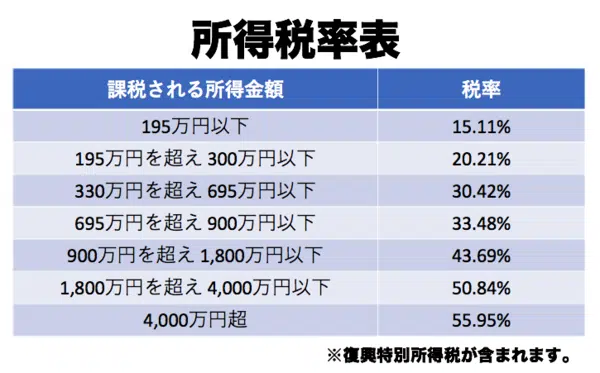 所得税率表
課税される所得金額 税率
195万円以下 15.11%
195万円を超え 300万円以下 20.21%
330万円を超え 695万円以下 30.42%
695万円を超え 900万円以下 33.48%
900万円を超え 1,800万円以下 43.69%
1,800万円を超え 4,000万円以下 50.84%
4,000万円超 55.95%
※復興特別所得税が含まれます。